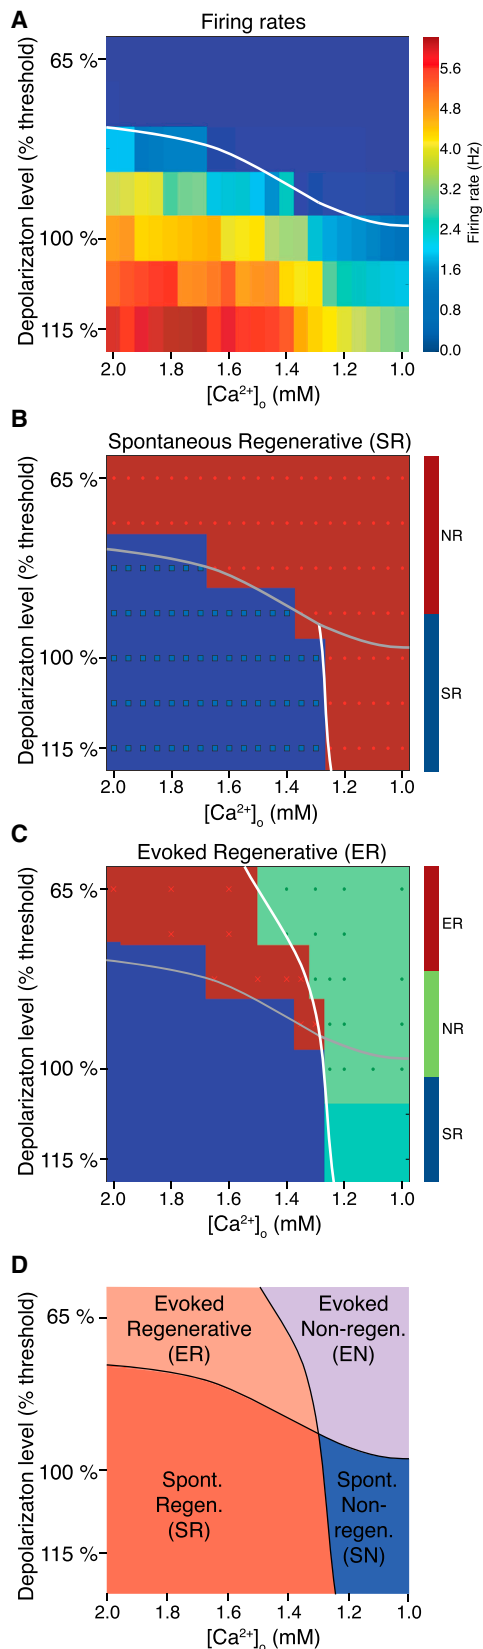 A
Firing rates
Depolarizaton level (% threshold)
65 %
100 %
115 %
2.0 1.8 1.6 1.4 1.2 1.0
[Ca²⁺]ₒ (mM)
5.6
4.8
4.0
3.2
2.4
1.6
0.8
0.0
Firing rate (Hz)
B
Spontaneous Regenerative (SR)
Depolarizaton level (% threshold)
65 %
100 %
115 %
2.0 1.8 1.6 1.4 1.2 1.0
[Ca²⁺]ₒ (mM)
NR
SR
C
Evoked Regenerative (ER)
Depolarizaton level (% threshold)
65 %
100 %
115 %
2.0 1.8 1.6 1.4 1.2 1.0
[Ca²⁺]ₒ (mM)
ER
NR
SR
D
Depolarizaton level (% threshold)
65 %
100 %
115 %
Evoked
Regenerative
(ER)
Evoked
Non-regen.
(EN)
Spont.
Regen.
(SR)
Spont.
Non-
regen.
(SN)
2.0 1.8 1.6 1.4 1.2 1.0
[Ca²⁺]ₒ (mM)